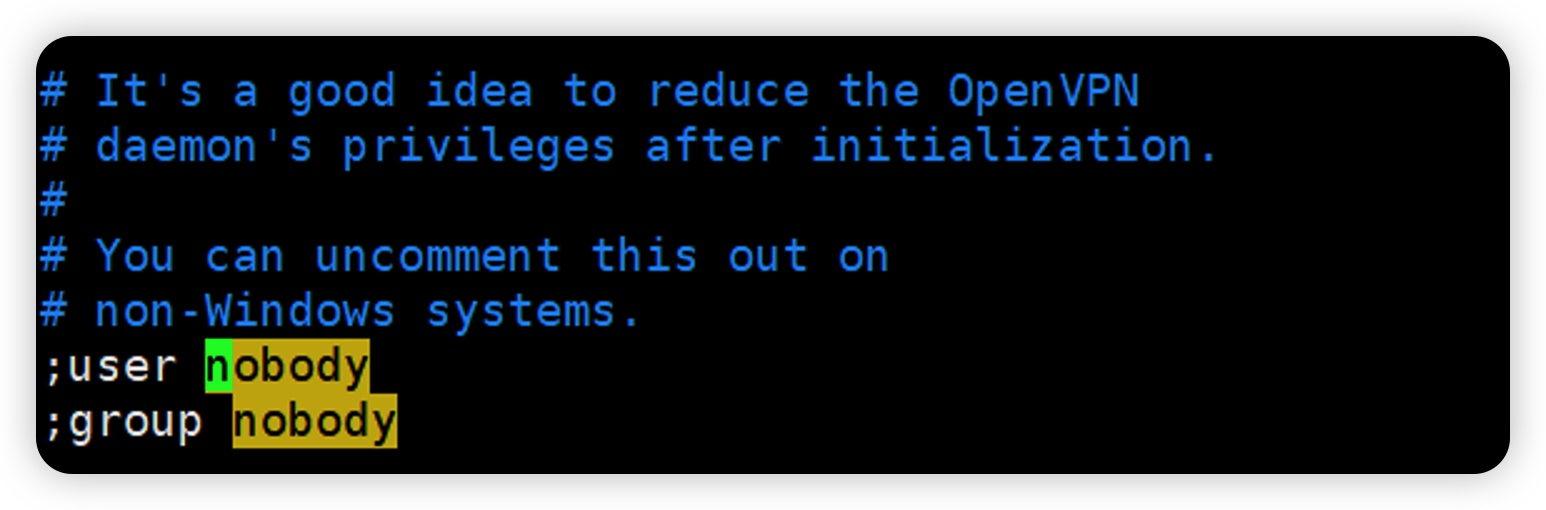 # It's a good idea to reduce the OpenVPN
# daemon's privileges after initialization.
#
# You can uncomment this out on
# non-Windows systems.
;user nobody
;group nobody